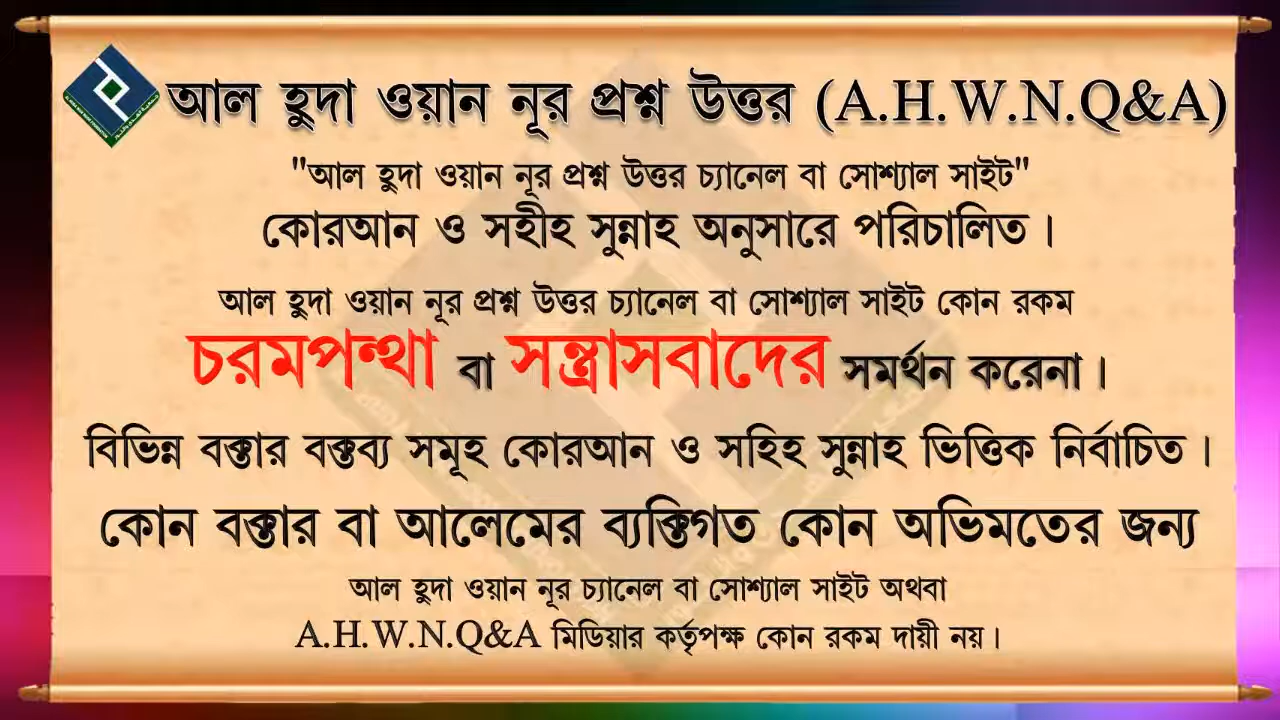 আল হুদা ওয়ান নূর প্রশ্ন উত্তর (A.H.W.N.Q&A)
"আল হুদা ওয়ান নূর প্রশ্ন উত্তর চ্যানেল বা সোশ্যাল সাইট"
কোরআন ও সহীহ সুন্নাহ অনুসারে পরিচালিত।
আল হুদা ওয়ান নূর প্রশ্ন উত্তর চ্যানেল বা সোশ্যাল সাইট কোন রকম
চরমপন্থা বা সন্ত্রাসবাদের সমর্থন করেনা।
বিভিন্ন বক্তার বক্তব্য সমূহ কোরআন ও সহিহ সুন্নাহ ভিত্তিক নির্বাচিত।
কোন বক্তার বা আলেমের ব্যক্তিগত কোন অভিমতের জন্য
আল হুদা ওয়ান নূর চ্যানেল বা সোশ্যাল সাইট অথবা
A.H.W.N.Q&A মিডিয়ার কর্তৃপক্ষ কোন রকম দায়ী নয়।